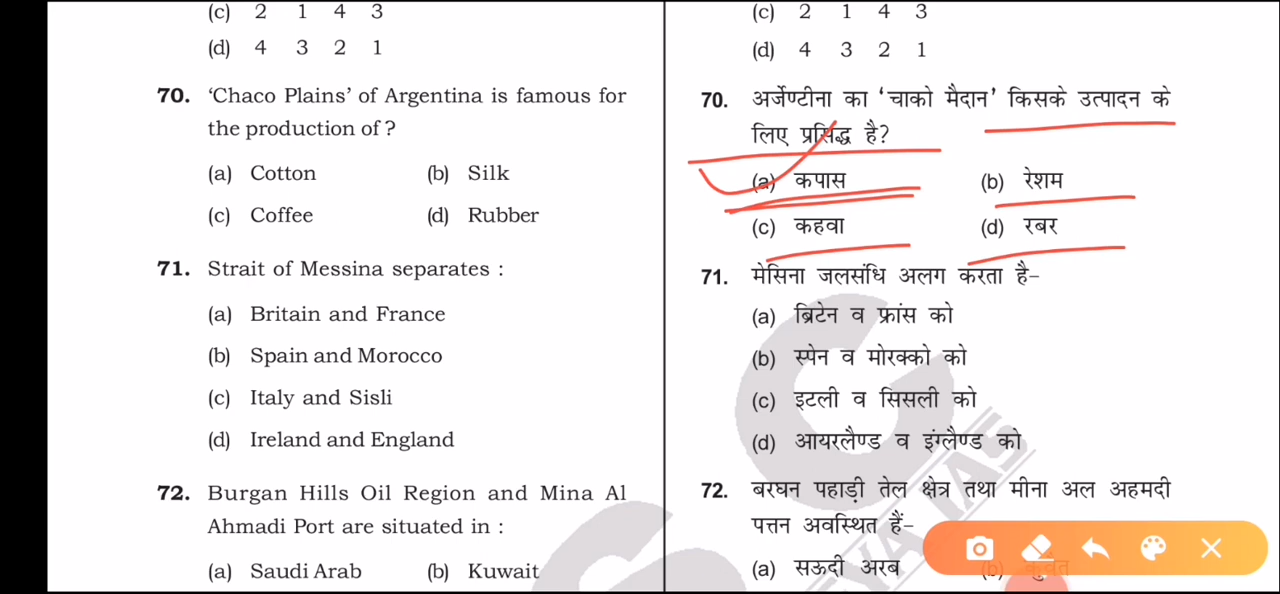 (c) 2 1 4 3
(d) 4 3 2 1
70. ‘Chaco Plains’ of Argentina is famous for
the production of ?
(a) Cotton (b) Silk
(c) Coffee (d) Rubber
71. Strait of Messina separates :
(a) Britain and France
(b) Spain and Morocco
(c) Italy and Sisli
(d) Ireland and England
72. Burgan Hills Oil Region and Mina Al
Ahmadi Port are situated in :
(a) Saudi Arab (b) Kuwait
(c) 2 1 4 3
(d) 4 3 2 1
70. अर्जेण्टीना का ‘चाको मैदान’ किसके उत्पादन के
लिए प्रसिद्ध है?
(a) कपास (b) रेशम
(c) कहवा (d) रबर
71. मेसिना जलसंधि अलग करता है–
(a) ब्रिटेन व फ्रांस को
(b) स्पेन व मोरक्को को
(c) इटली व सिसली को
(d) आयरलैण्ड व इंग्लैण्ड को
72. बरघन पहाड़ी तेल क्षेत्र तथा मीना अल अहमदी
पत्तन अवस्थित हैं–
(a) सऊदी अरब (b) कुवैत